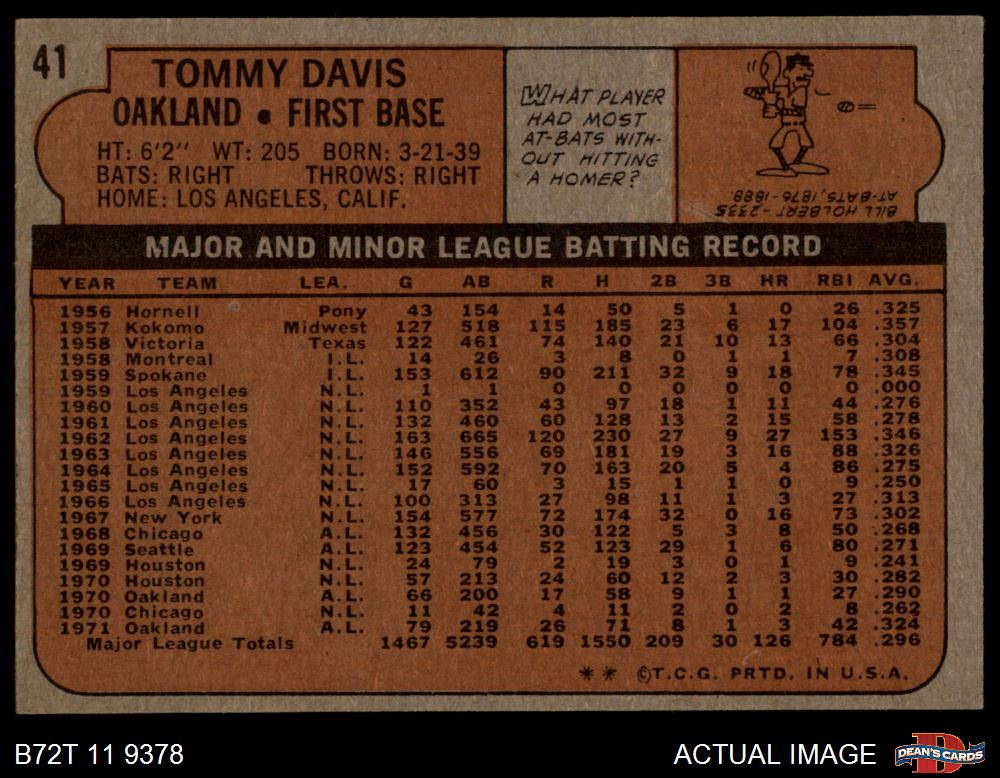 41
TOMMY DAVIS
OAKLAND • FIRST BASE
HT: 6'2" WT: 205 BORN: 3-21-39
BATS: RIGHT THROWS: RIGHT
HOME: LOS ANGELES, CALIF.
WHAT PLAYER
HAD MOST
AT-BATS WITH-
OUT HITTING
A HOMER?
BILL HOLBERT - 2335
AT-BATS, 1876-1888.
MAJOR AND MINOR LEAGUE BATTING RECORD
YEAR TEAM LEA. G AB R H 2B 3B HR RBI AVG.
1956 Hornell Pony 43 154 14 50 5 1 0 26 .325
1957 Kokomo Midwest 127 518 115 185 23 6 17 104 .357
1958 Victoria Texas 122 461 74 140 21 10 13 66 .304
1958 Montreal I.L. 14 26 3 8 0 1 1 7 .308
1959 Spokane I.L. 153 612 90 211 32 9 18 78 .345
1959 Los Angeles N.L. 1 1 0 0 0 0 0 0 .000
1960 Los Angeles N.L. 110 352 43 97 18 1 11 44 .276
1961 Los Angeles N.L. 132 460 60 128 13 2 15 58 .278
1962 Los Angeles N.L. 163 665 120 230 27 9 27 153 .346
1963 Los Angeles N.L. 146 556 69 181 19 3 16 88 .326
1964 Los Angeles N.L. 152 592 70 163 20 5 4 86 .275
1965 Los Angeles N.L. 17 60 3 15 1 1 0 9 .250
1966 Los Angeles N.L. 100 313 27 98 11 1 3 27 .313
1967 New York N.L. 154 577 72 174 32 0 16 73 .302
1968 Chicago A.L. 132 456 30 122 5 3 8 50 .268
1969 Seattle A.L. 123 454 52 123 29 1 6 80 .271
1969 Houston N.L. 24 79 2 19 3 0 1 9 .241
1970 Houston N.L. 57 213 24 60 12 2 3 30 .282
1970 Oakland A.L. 66 200 17 58 9 1 1 27 .290
1970 Chicago N.L. 11 42 4 11 2 0 2 8 .262
1971 Oakland A.L. 79 219 26 71 8 1 3 42 .324
Major League Totals 1467 5239 619 1550 209 30 126 784 .296
* * ©T.C.G. PRTD. IN U.S.A.
B72T 11 9378
ACTUAL IMAGE
DEAN'S CARDS